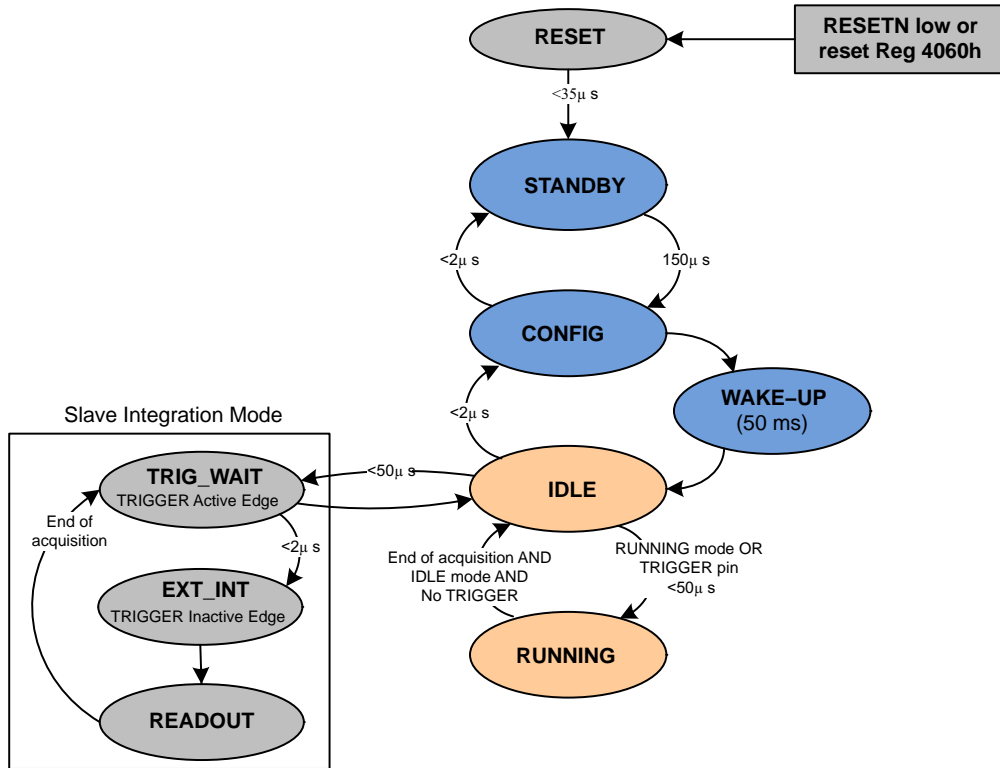 RESET
RESETN low or
reset Reg 4060h
<35μ s
STANDBY
<2μ s
150μ s
CONFIG
WAKE–UP
(50 ms)
<2μ s
Slave Integration Mode
TRIG_WAIT
TRIGGER Active Edge
<50μ s
IDLE
End of
acquisition
<2μ s
End of acquisition AND
IDLE mode AND
No TRIGGER
RUNNING mode OR
TRIGGER pin
<50μ s
EXT_INT
TRIGGER Inactive Edge
RUNNING
READOUT